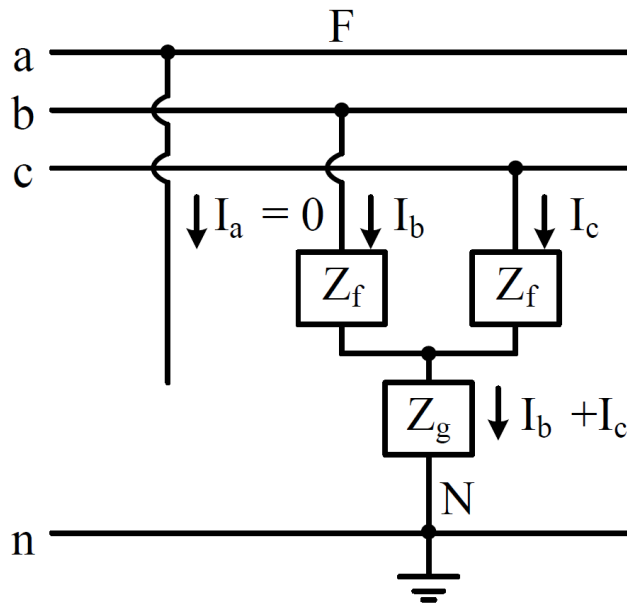 F
a
b
c
I_a = 0
I_b
I_c
Z_f
Z_f
Z_g
I_b + I_c
N
n